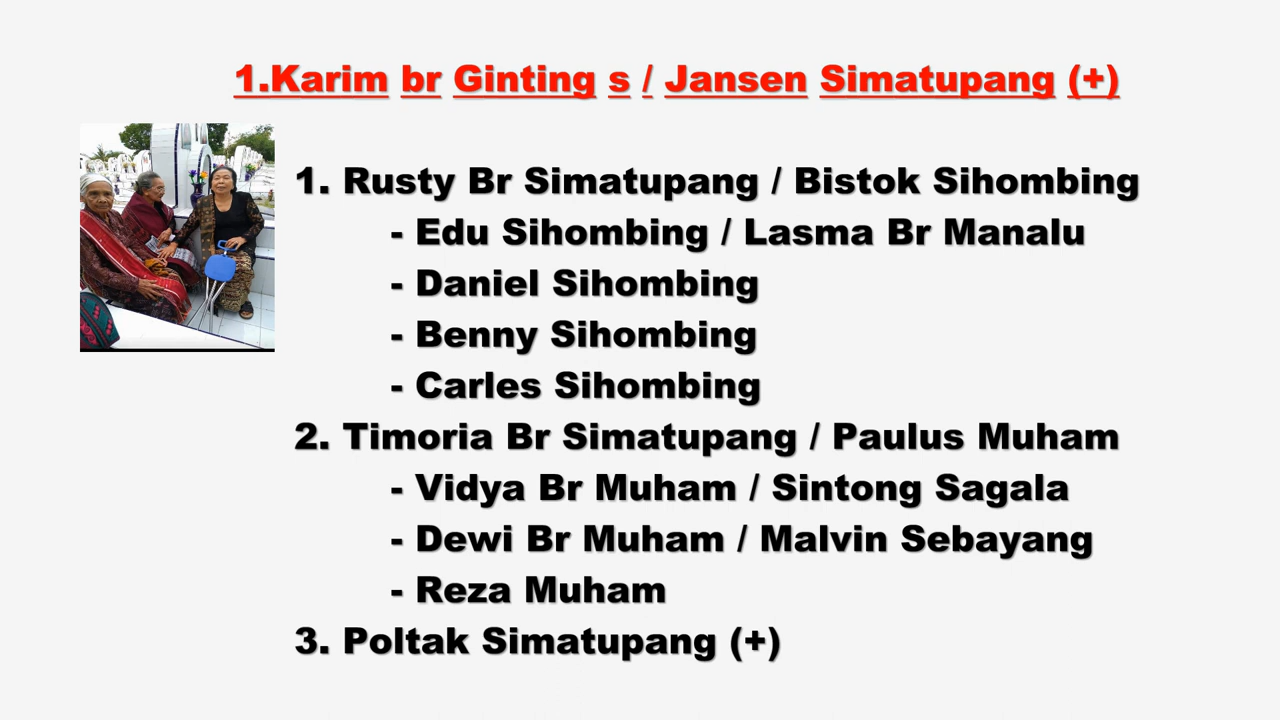 1.Karim br Ginting s / Jansen Simatupang (+)
1. Rusty Br Simatupang / Bistok Sihombing
- Edu Sihombing / Lasma Br Manalu
- Daniel Sihombing
- Benny Sihombing
- Carles Sihombing
2. Timoria Br Simatupang / Paulus Muham
- Vidya Br Muham / Sintong Sagala
- Dewi Br Muham / Malvin Sebayang
- Reza Muham
3. Poltak Simatupang (+)